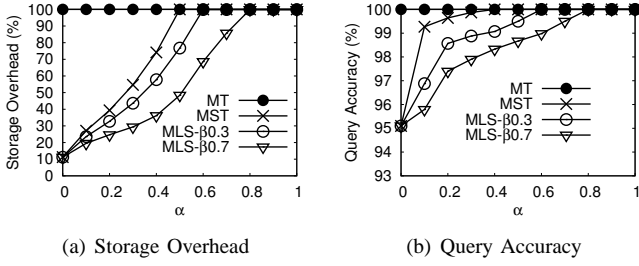 Storage Overhead (%)
100
90
80
70
60
50
40
30
20
10
0
0 0.2 0.4 0.6 0.8 1
α
MT
MST
MLS-β0.3
MLS-β0.7
(a) Storage Overhead
Query Accuracy (%)
100
99
98
97
96
95
94
93
0 0.2 0.4 0.6 0.8 1
α
MT
MST
MLS-β0.3
MLS-β0.7
(b) Query Accuracy